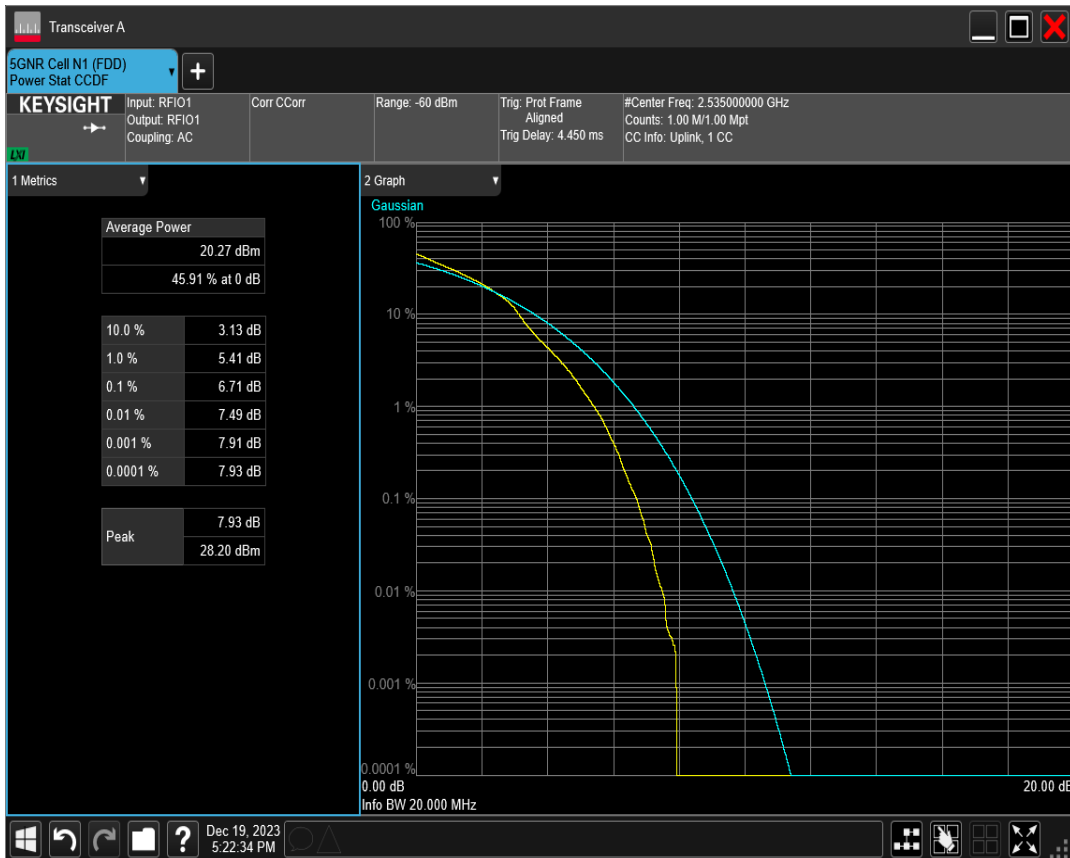 Transceiver A
5GNR Cell N1 (FDD)
Power Stat CCDF
+
KEYSIGHT
LXI
Input: RFIO1
Output: RFIO1
Coupling: AC
Corr CCorr
Range: -60 dBm
Trig: Prot Frame
Aligned
Trig Delay: 4.450 ms
#Center Freq: 2.535000000 GHz
Counts: 1.00 M/1.00 Mpt
CC Info: Uplink, 1 CC
1 Metrics
Average Power
20.27 dBm
45.91 % at 0 dB
10.0 % 3.13 dB
1.0 % 5.41 dB
0.1 % 6.71 dB
0.01 % 7.49 dB
0.001 % 7.91 dB
0.0001 % 7.93 dB
Peak
7.93 dB
28.20 dBm
2 Graph
Gaussian
100 %
10 %
1 %
0.1 %
0.01 %
0.001 %
0.0001 %
0.00 dB 20.00 dB
Info BW 20.000 MHz
?
Dec 19, 2023
5:22:34 PM